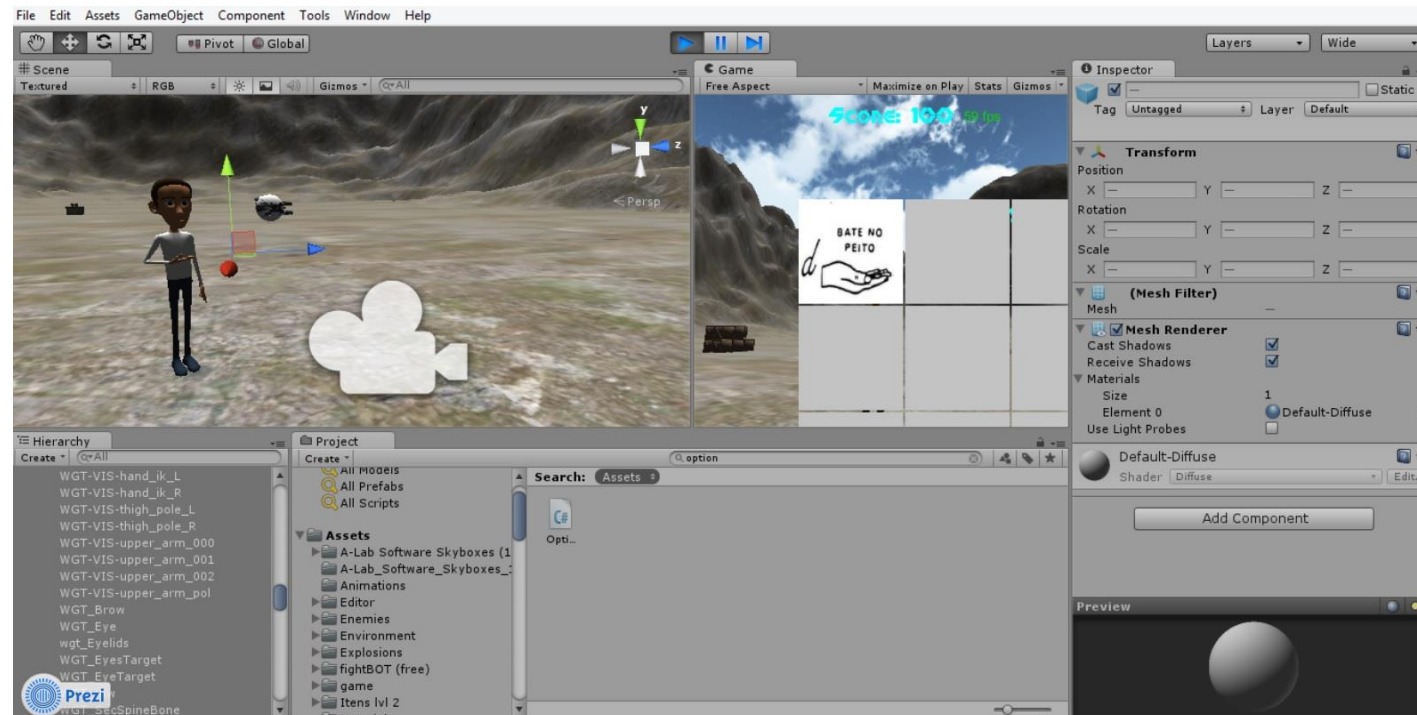 File Edit Assets GameObject Component Tools Window Help
Pivot Global
Layers Wide
Scene
Textured RGB Gizmos All
y
z
Persp
Game
Free Aspect Maximize on Play Stats Gizmos
Score: 100 59 fps
BATE NO
PEITO
d
Inspector
— Static
Tag Untagged Layer Default
Transform
Position
X — Y — Z —
Rotation
X — Y — Z —
Scale
X — Y — Z —
(Mesh Filter)
Mesh —
Mesh Renderer
Cast Shadows
Receive Shadows
Materials
Size 1
Element 0 Default-Diffuse
Use Light Probes
Default-Diffuse
Shader Diffuse Edit.
Add Component
Preview
Hierarchy
Create All
WGT-VIS-hand_ik_L
WGT-VIS-hand_ik_R
WGT-VIS-thigh_pole_L
WGT-VIS-thigh_pole_R
WGT-VIS-upper_arm_000
WGT-VIS-upper_arm_001
WGT-VIS-upper_arm_002
WGT-VIS-upper_arm_pol
WGT_Brow
WGT_Eye
wgt_Eyelids
WGT_EyesTarget
WGT_EyeTarget
WGT_SecSpineBone
Prezi
Project
Create option
All Models
All Prefabs
All Scripts
Assets
A-Lab Software Skyboxes (1
A-Lab_Software_Skyboxes_
Animations
Editor
Enemies
Environment
Explosions
fightBOT (free)
game
Itens lvl 2
Search: Assets
C#
Opti...